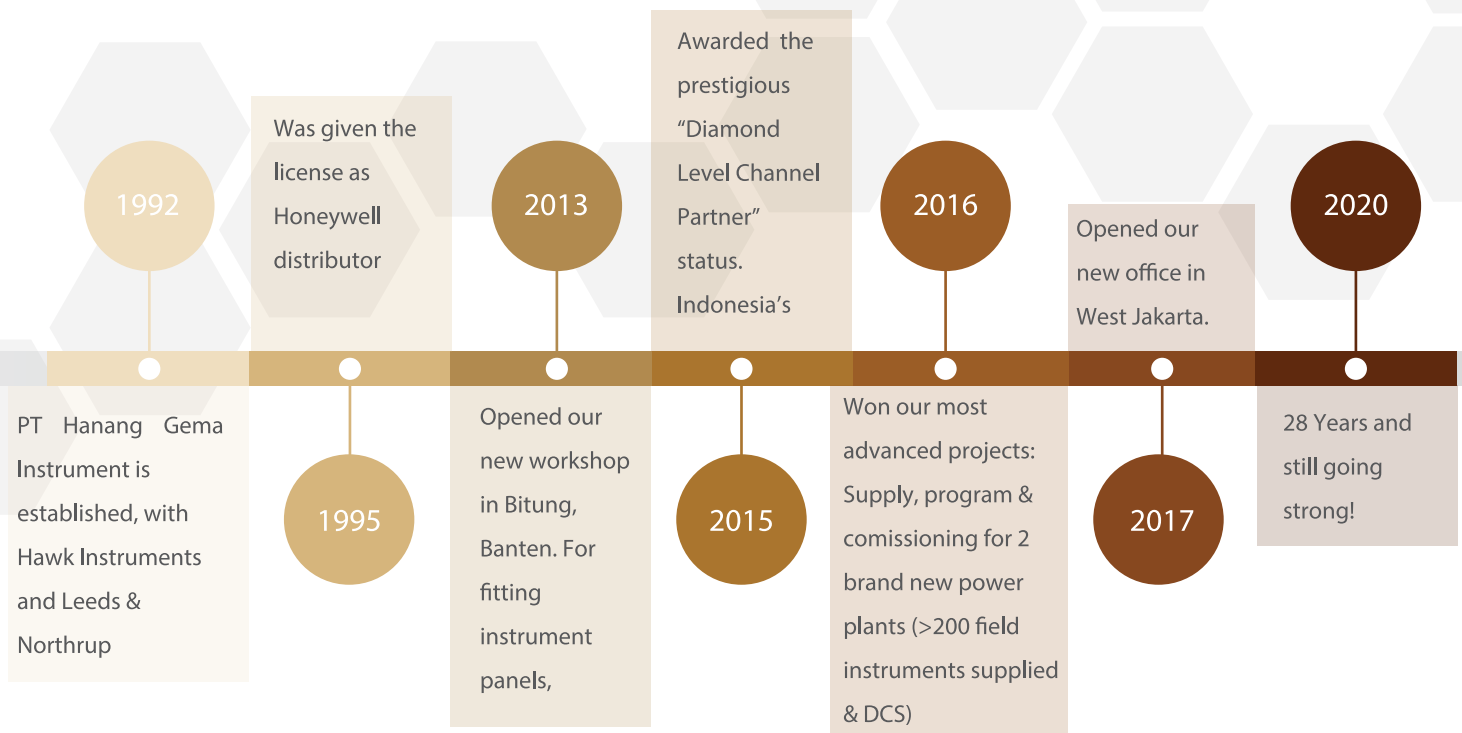 1992
PT Hanang Gema
Instrument is
established, with
Hawk Instruments
and Leeds &
Northrup
Was given the
license as
Honeywell
distributor
1995
2013
Opened our
new workshop
in Bitung,
Banten. For
fitting
instrument
panels,
Awarded the
prestigious
“Diamond
Level Channel
Partner”
status.
Indonesia’s
2015
2016
Won our most
advanced projects:
Supply, program &
comissioning for 2
brand new power
plants (>200 field
instruments supplied
& DCS)
Opened our
new office in
West Jakarta.
2017
2020
28 Years and
still going
strong!